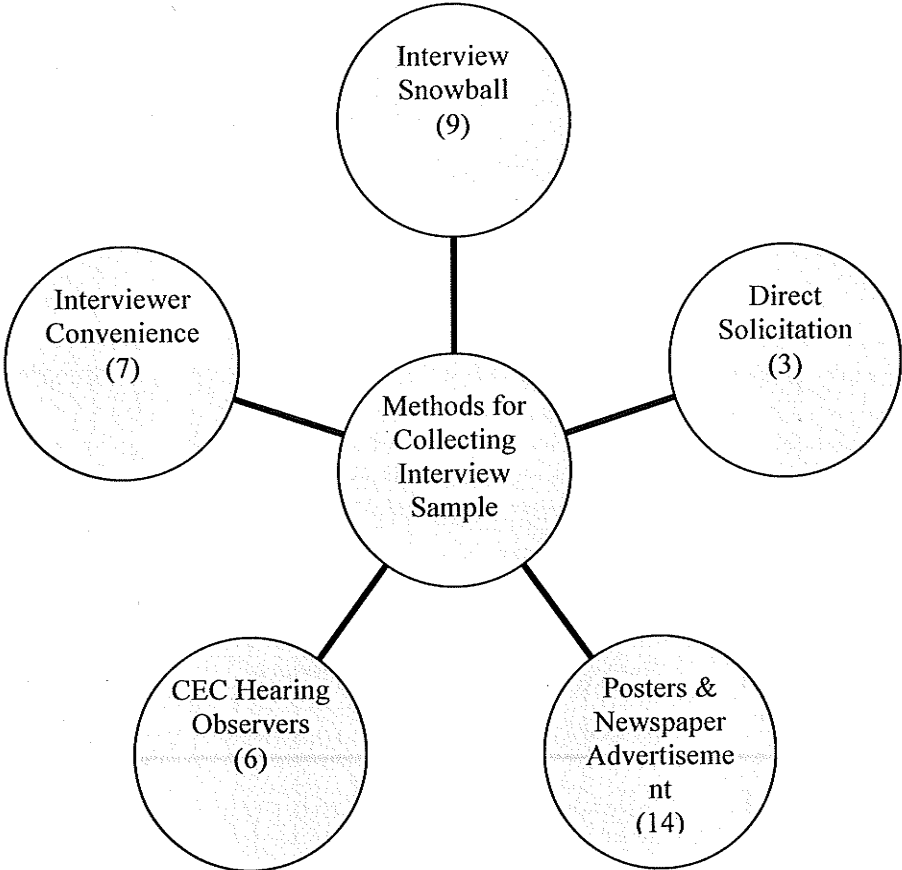 Interview
Snowball
(9)
Interviewer
Convenience
(7)
Direct
Solicitation
(3)
Methods for
Collecting
Interview
Sample
CEC Hearing
Observers
(6)
Posters &
Newspaper
Advertiseme
nt
(14)